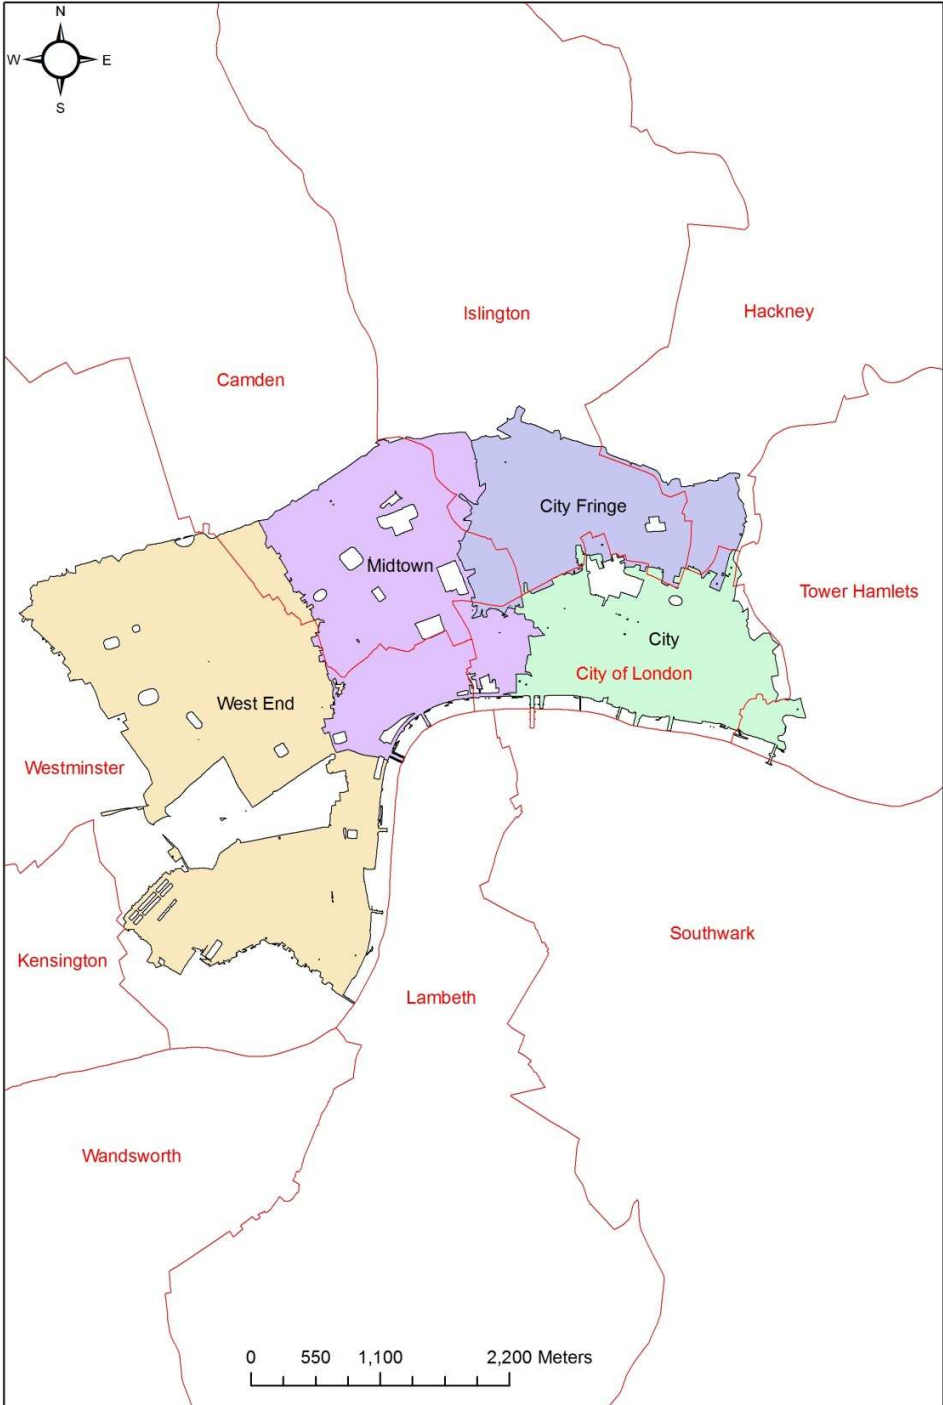 N
W E
S
Islington
Hackney
Camden
City Fringe
Midtown
Tower Hamlets
City
City of London
West End
Westminster
Southwark
Kensington
Lambeth
Wandsworth
0 550 1,100 2,200 Meters